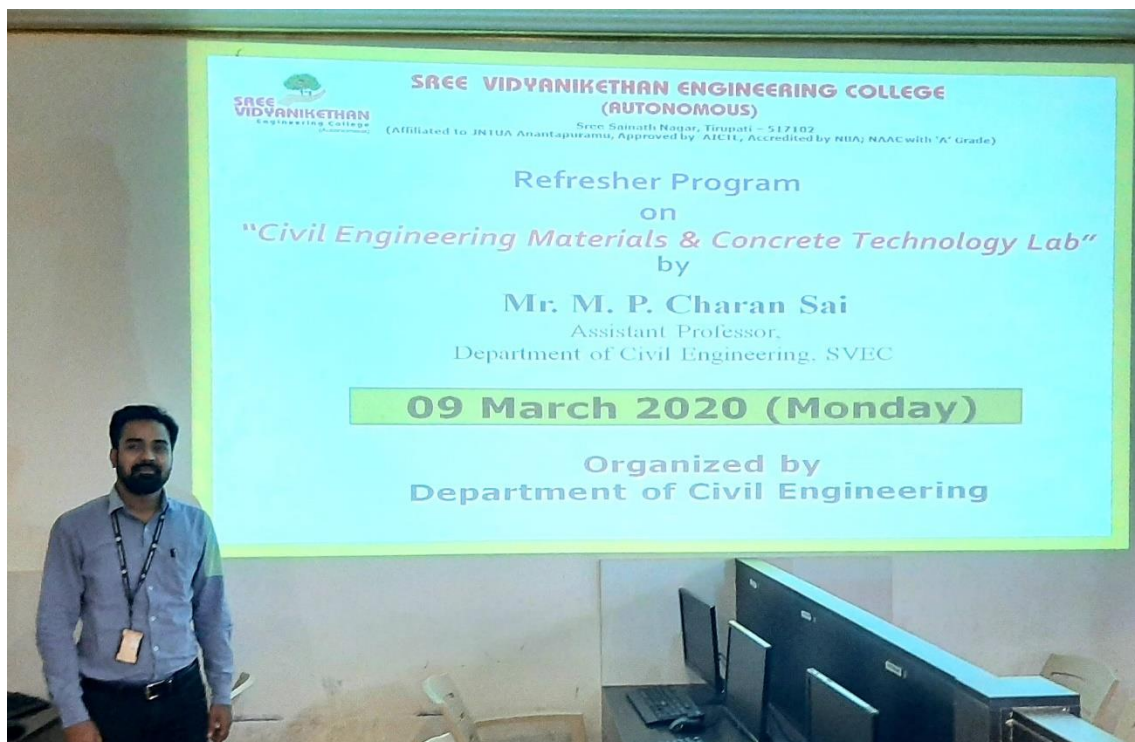 SREE VIDYANIKETHAN ENGINEERING COLLEGE
(AUTONOMOUS)
SREE
VIDYANIKETHAN
Engineering College
(Autonomous)
Sree Sainath Nagar, Tirupati – 517102
(Affiliated to JNTUA Anantapuramu, Approved by AICTE, Accredited by NBA; NAAC with 'A' Grade)
Refresher Program
on
"Civil Engineering Materials & Concrete Technology Lab"
by
Mr. M. P. Charan Sai
Assistant Professor,
Department of Civil Engineering, SVEC
09 March 2020 (Monday)
Organized by
Department of Civil Engineering